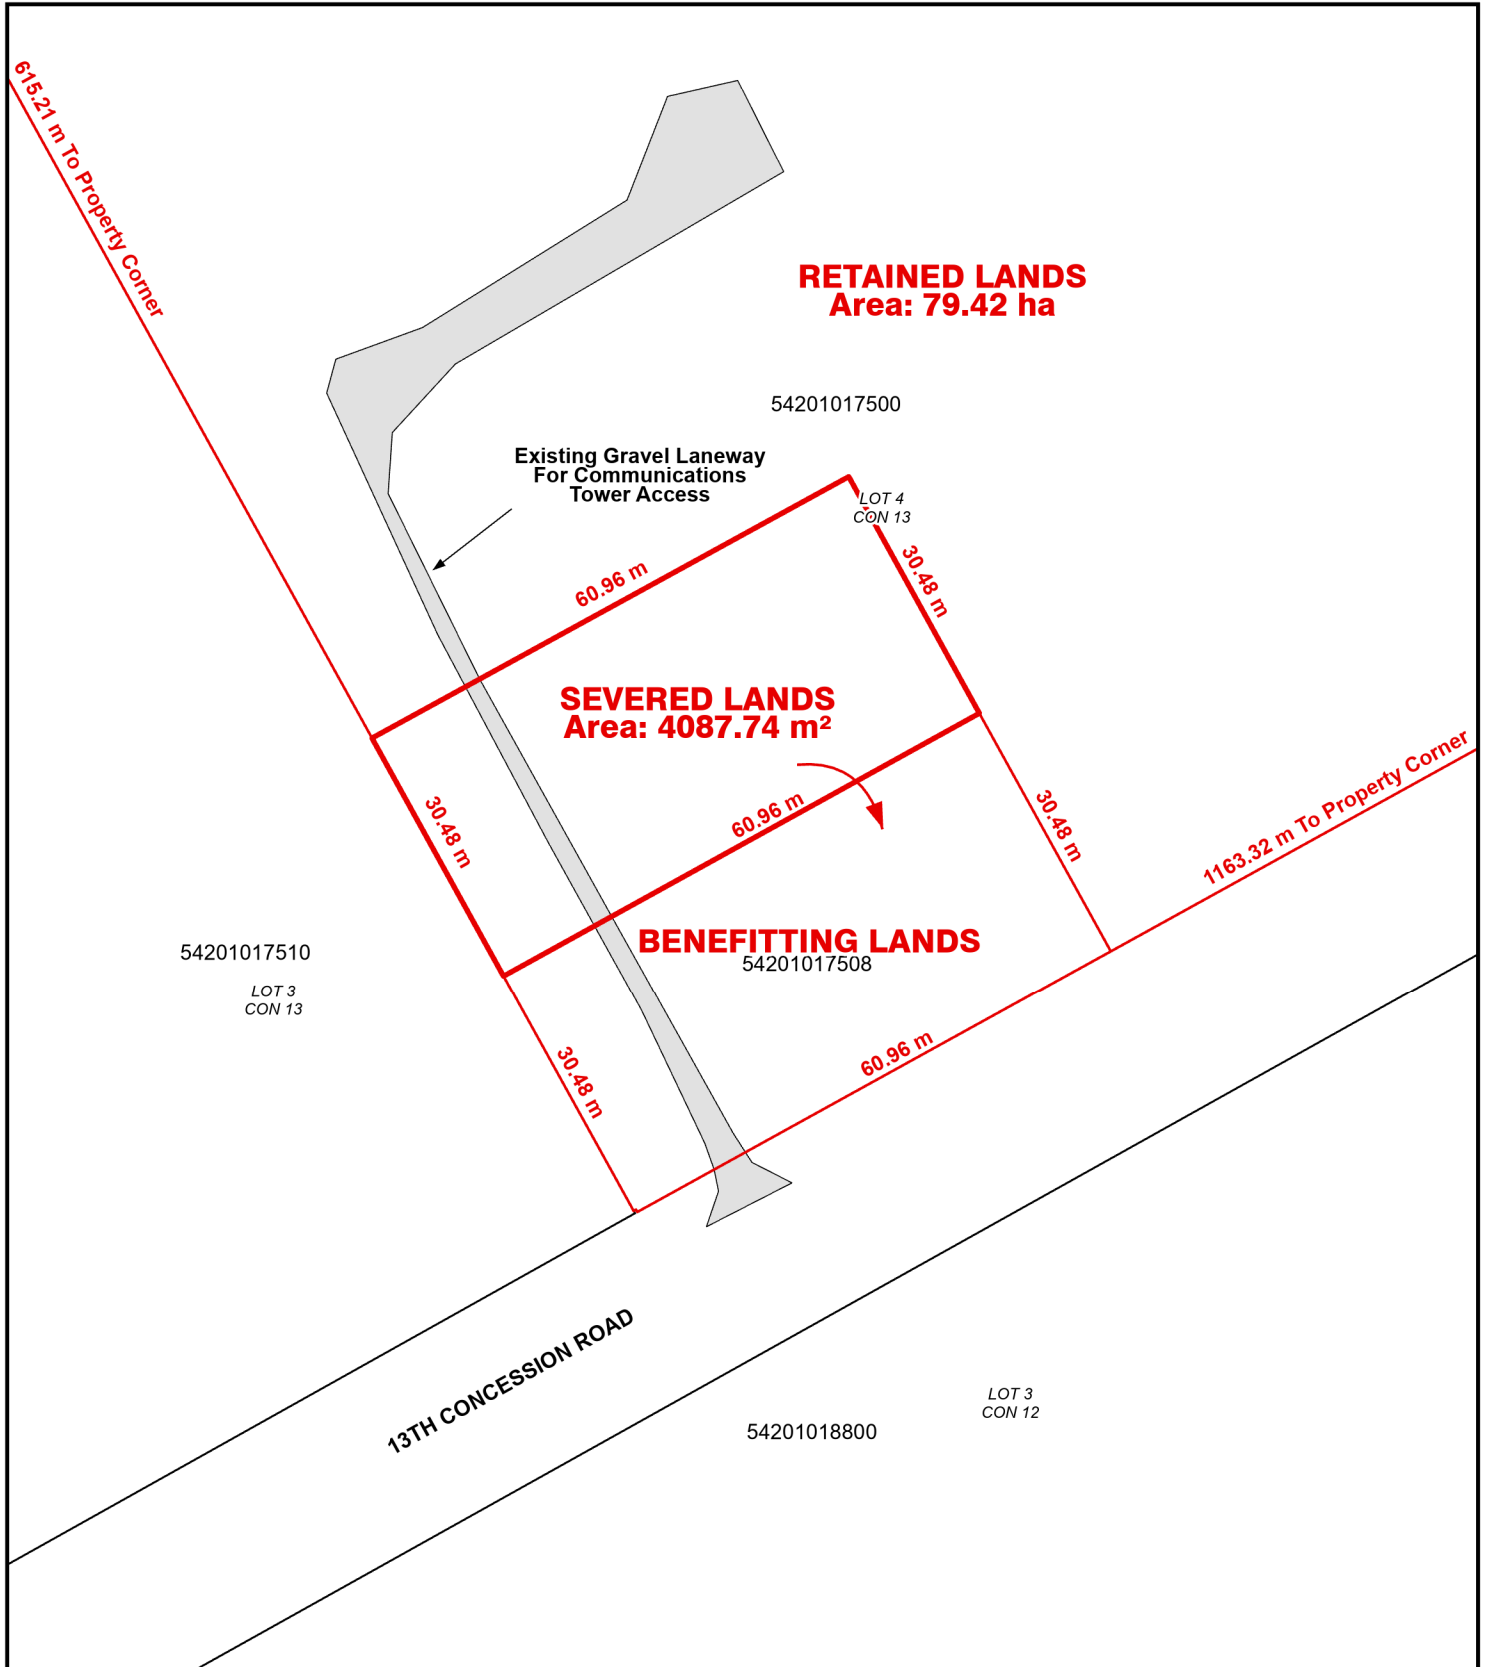 615.21 m To Property Corner
RETAINED LANDS
Area: 79.42 ha
54201017500
Existing Gravel Laneway
For Communications
Tower Access
LOT 4
CON 13
60.96 m
30.48 m
SEVERED LANDS
Area: 4087.74 m²
1163.32 m To Property Corner
60.96 m
30.48 m
30.48 m
BENEFITTING LANDS
54201017508
54201017510
LOT 3
CON 13
60.96 m
30.48 m
13TH CONCESSION ROAD
LOT 3
CON 12
54201018800